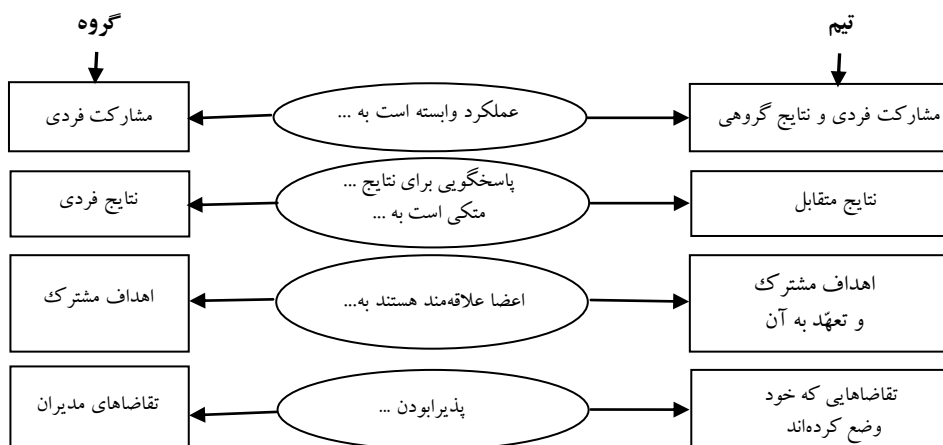 تیم
گروه
مشارکت فردی و نتایج گروهی
عملکرد وابسته است به ...
مشارکت فردی
نتایج متقابل
پاسخگویی برای نتایج ...
متکی است به ...
نتایج فردی
اهداف مشترك
و تعهّد به آن
اعضا علاقه‌مند هستند به...
اهداف مشترك
تقاضاهایی که خود
وضع کرده‌اند
پذیرابودن ...
تقاضاهای مدیران